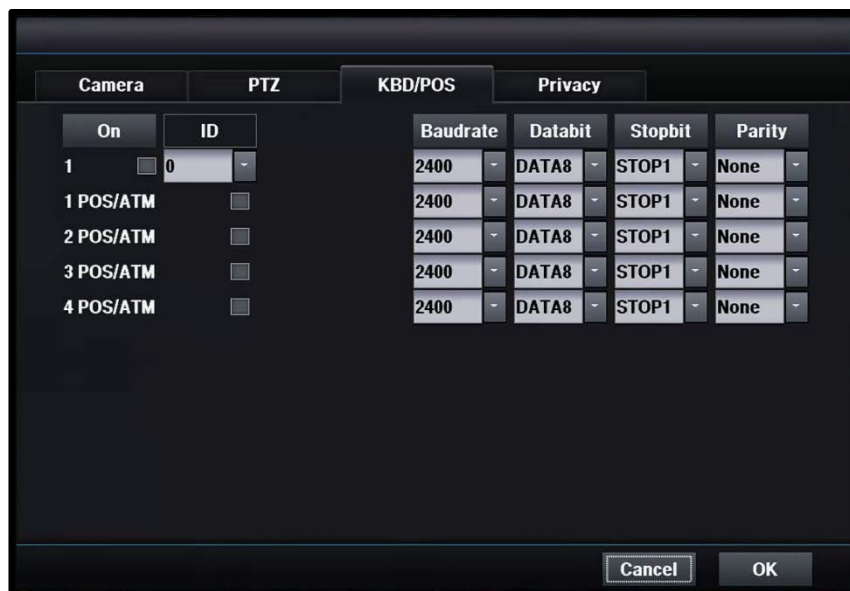 Camera PTZ KBD/POS Privacy
On ID Baudrate Databit Stopbit Parity
1 0 2400 DATA8 STOP1 None
1 POS/ATM 2400 DATA8 STOP1 None
2 POS/ATM 2400 DATA8 STOP1 None
3 POS/ATM 2400 DATA8 STOP1 None
4 POS/ATM 2400 DATA8 STOP1 None
Cancel OK